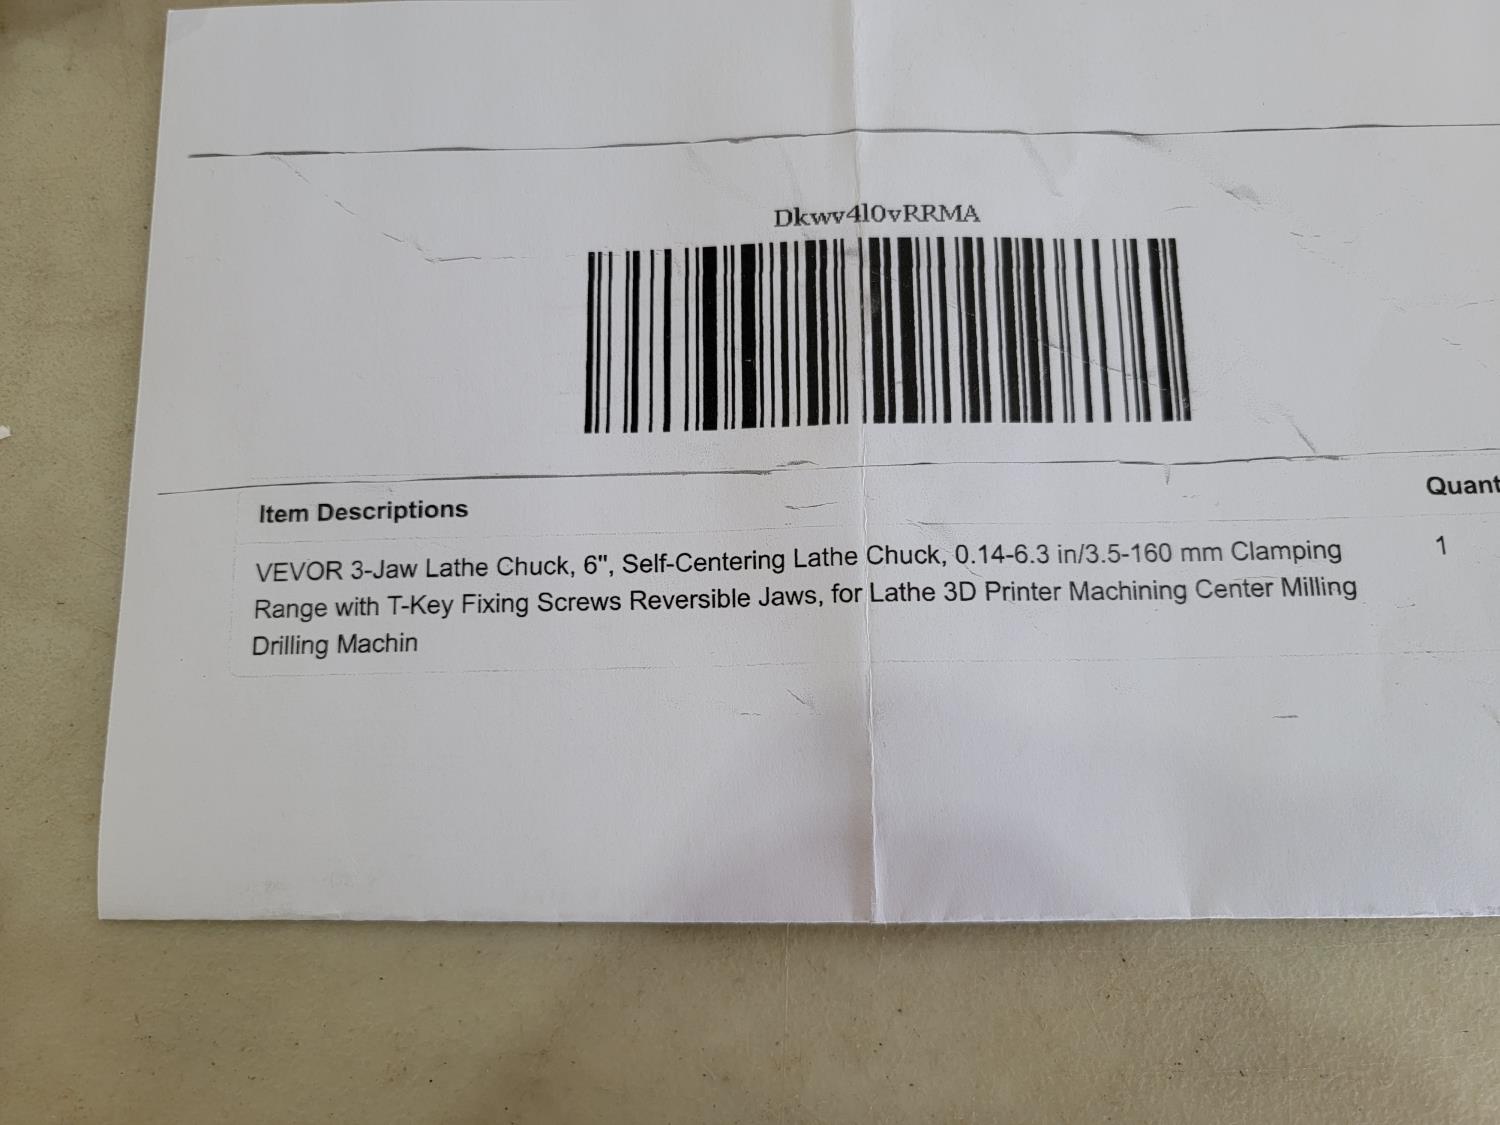 Dkwv4l0vRRMA
Item Descriptions
Quant
VEVOR 3-Jaw Lathe Chuck, 6", Self-Centering Lathe Chuck, 0.14-6.3 in/3.5-160 mm Clamping
1
Range with T-Key Fixing Screws Reversible Jaws, for Lathe 3D Printer Machining Center Milling
Drilling Machin